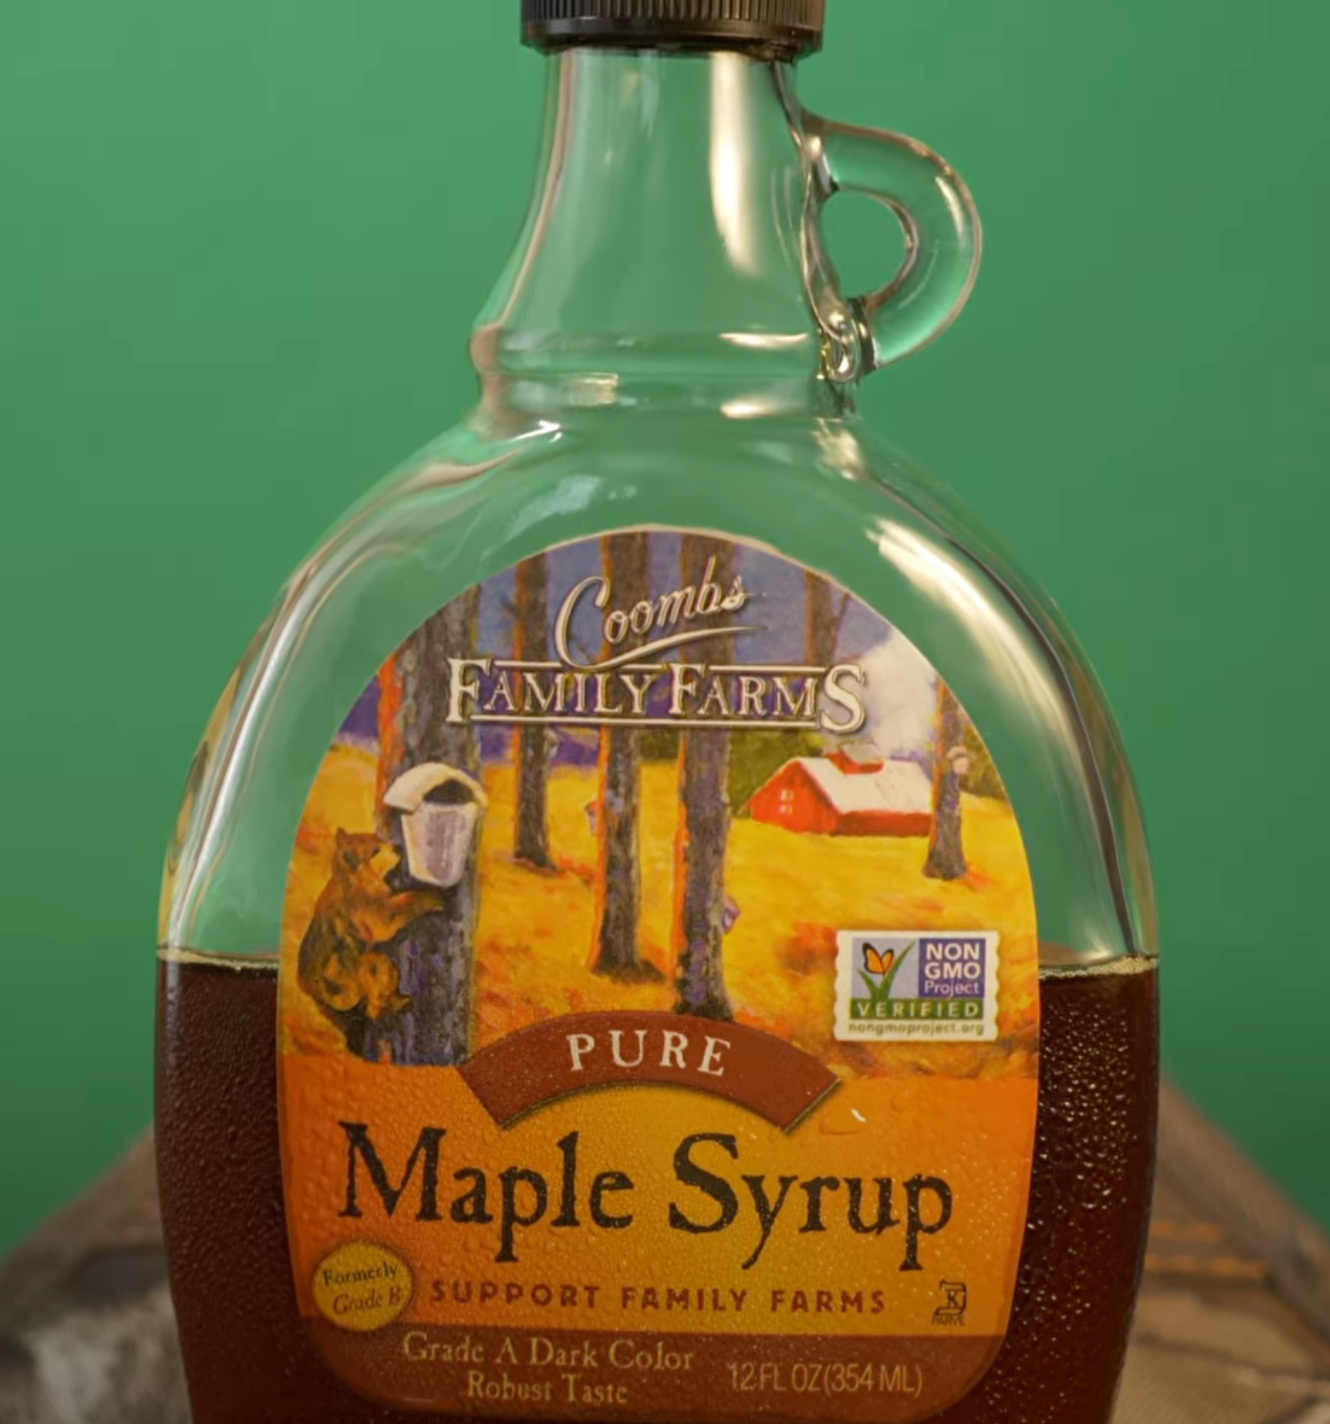 Coombs
FAMILY FARMS
NON
GMO
Project
VERIFIED
nongmoproject.org
PURE
Maple Syrup
Formerly
Grade B
SUPPORT FAMILY FARMS
K
PARVE
Grade A Dark Color
Robust Taste
12 FL OZ (354 ML)